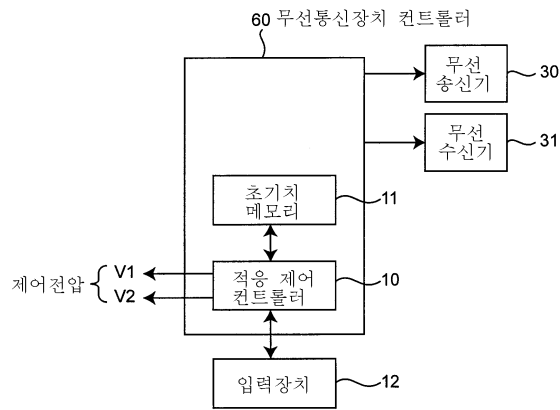 60 무선통신장치 컨트롤러
무선
송신기
30
무선
수신기
31
초기치
메모리
11
제어전압
V1
V2
적응 제어
컨트롤러
10
입력장치
12